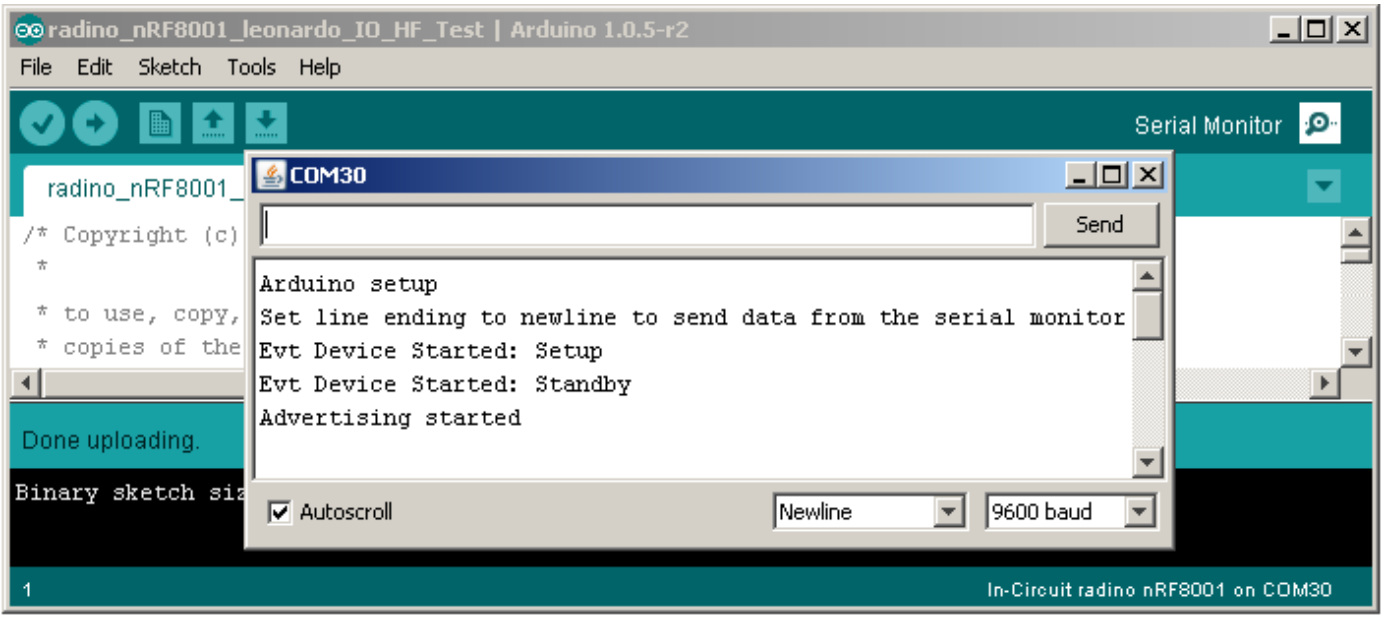 radino_nRF8001_leonardo_IO_HF_Test | Arduino 1.0.5-r2
File Edit Sketch Tools Help
Serial Monitor
radino_nRF8001_
/* Copyright (c)
*
* to use, copy,
* copies of the
COM30
Send
Arduino setup
Set line ending to newline to send data from the serial monitor
Evt Device Started: Setup
Evt Device Started: Standby
Advertising started
Autoscroll
Newline
9600 baud
Done uploading.
Binary sketch siz
1
In-Circuit radino nRF8001 on COM30